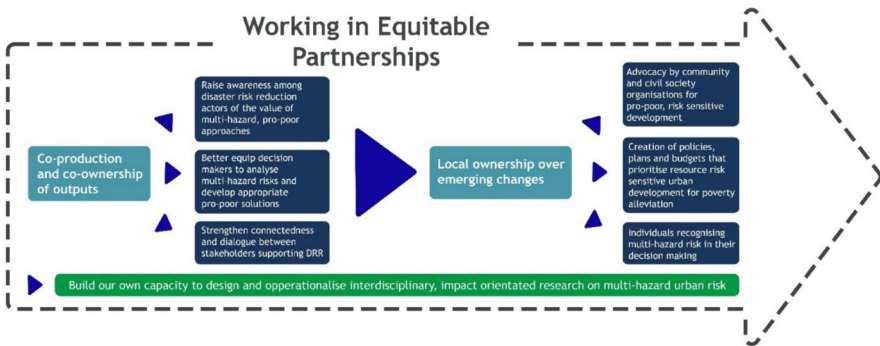 Working in Equitable
Partnerships
Co-production
and co-ownership
of outputs
Raise awareness among
disaster risk reduction
actors of the value of
multi-hazard, pro-poor
approaches
Better equip decision
makers to analyse
multi-hazard risks and
develop appropriate
pro-poor solutions
Strengthen connectedness
and dialogue between
stakeholders supporting DRR
Local ownership over
emerging changes
Advocacy by community
and civil society
organisations for
pro-poor, risk sensitive
development
Creation of policies,
plans and budgets that
prioritise resource risk
sensitive urban
development for poverty
alleviation
Individuals recognising
multi-hazard risk in their
decision making
Build our own capacity to design and opperationalise interdisciplinary, impact orientated research on multi-hazard urban risk